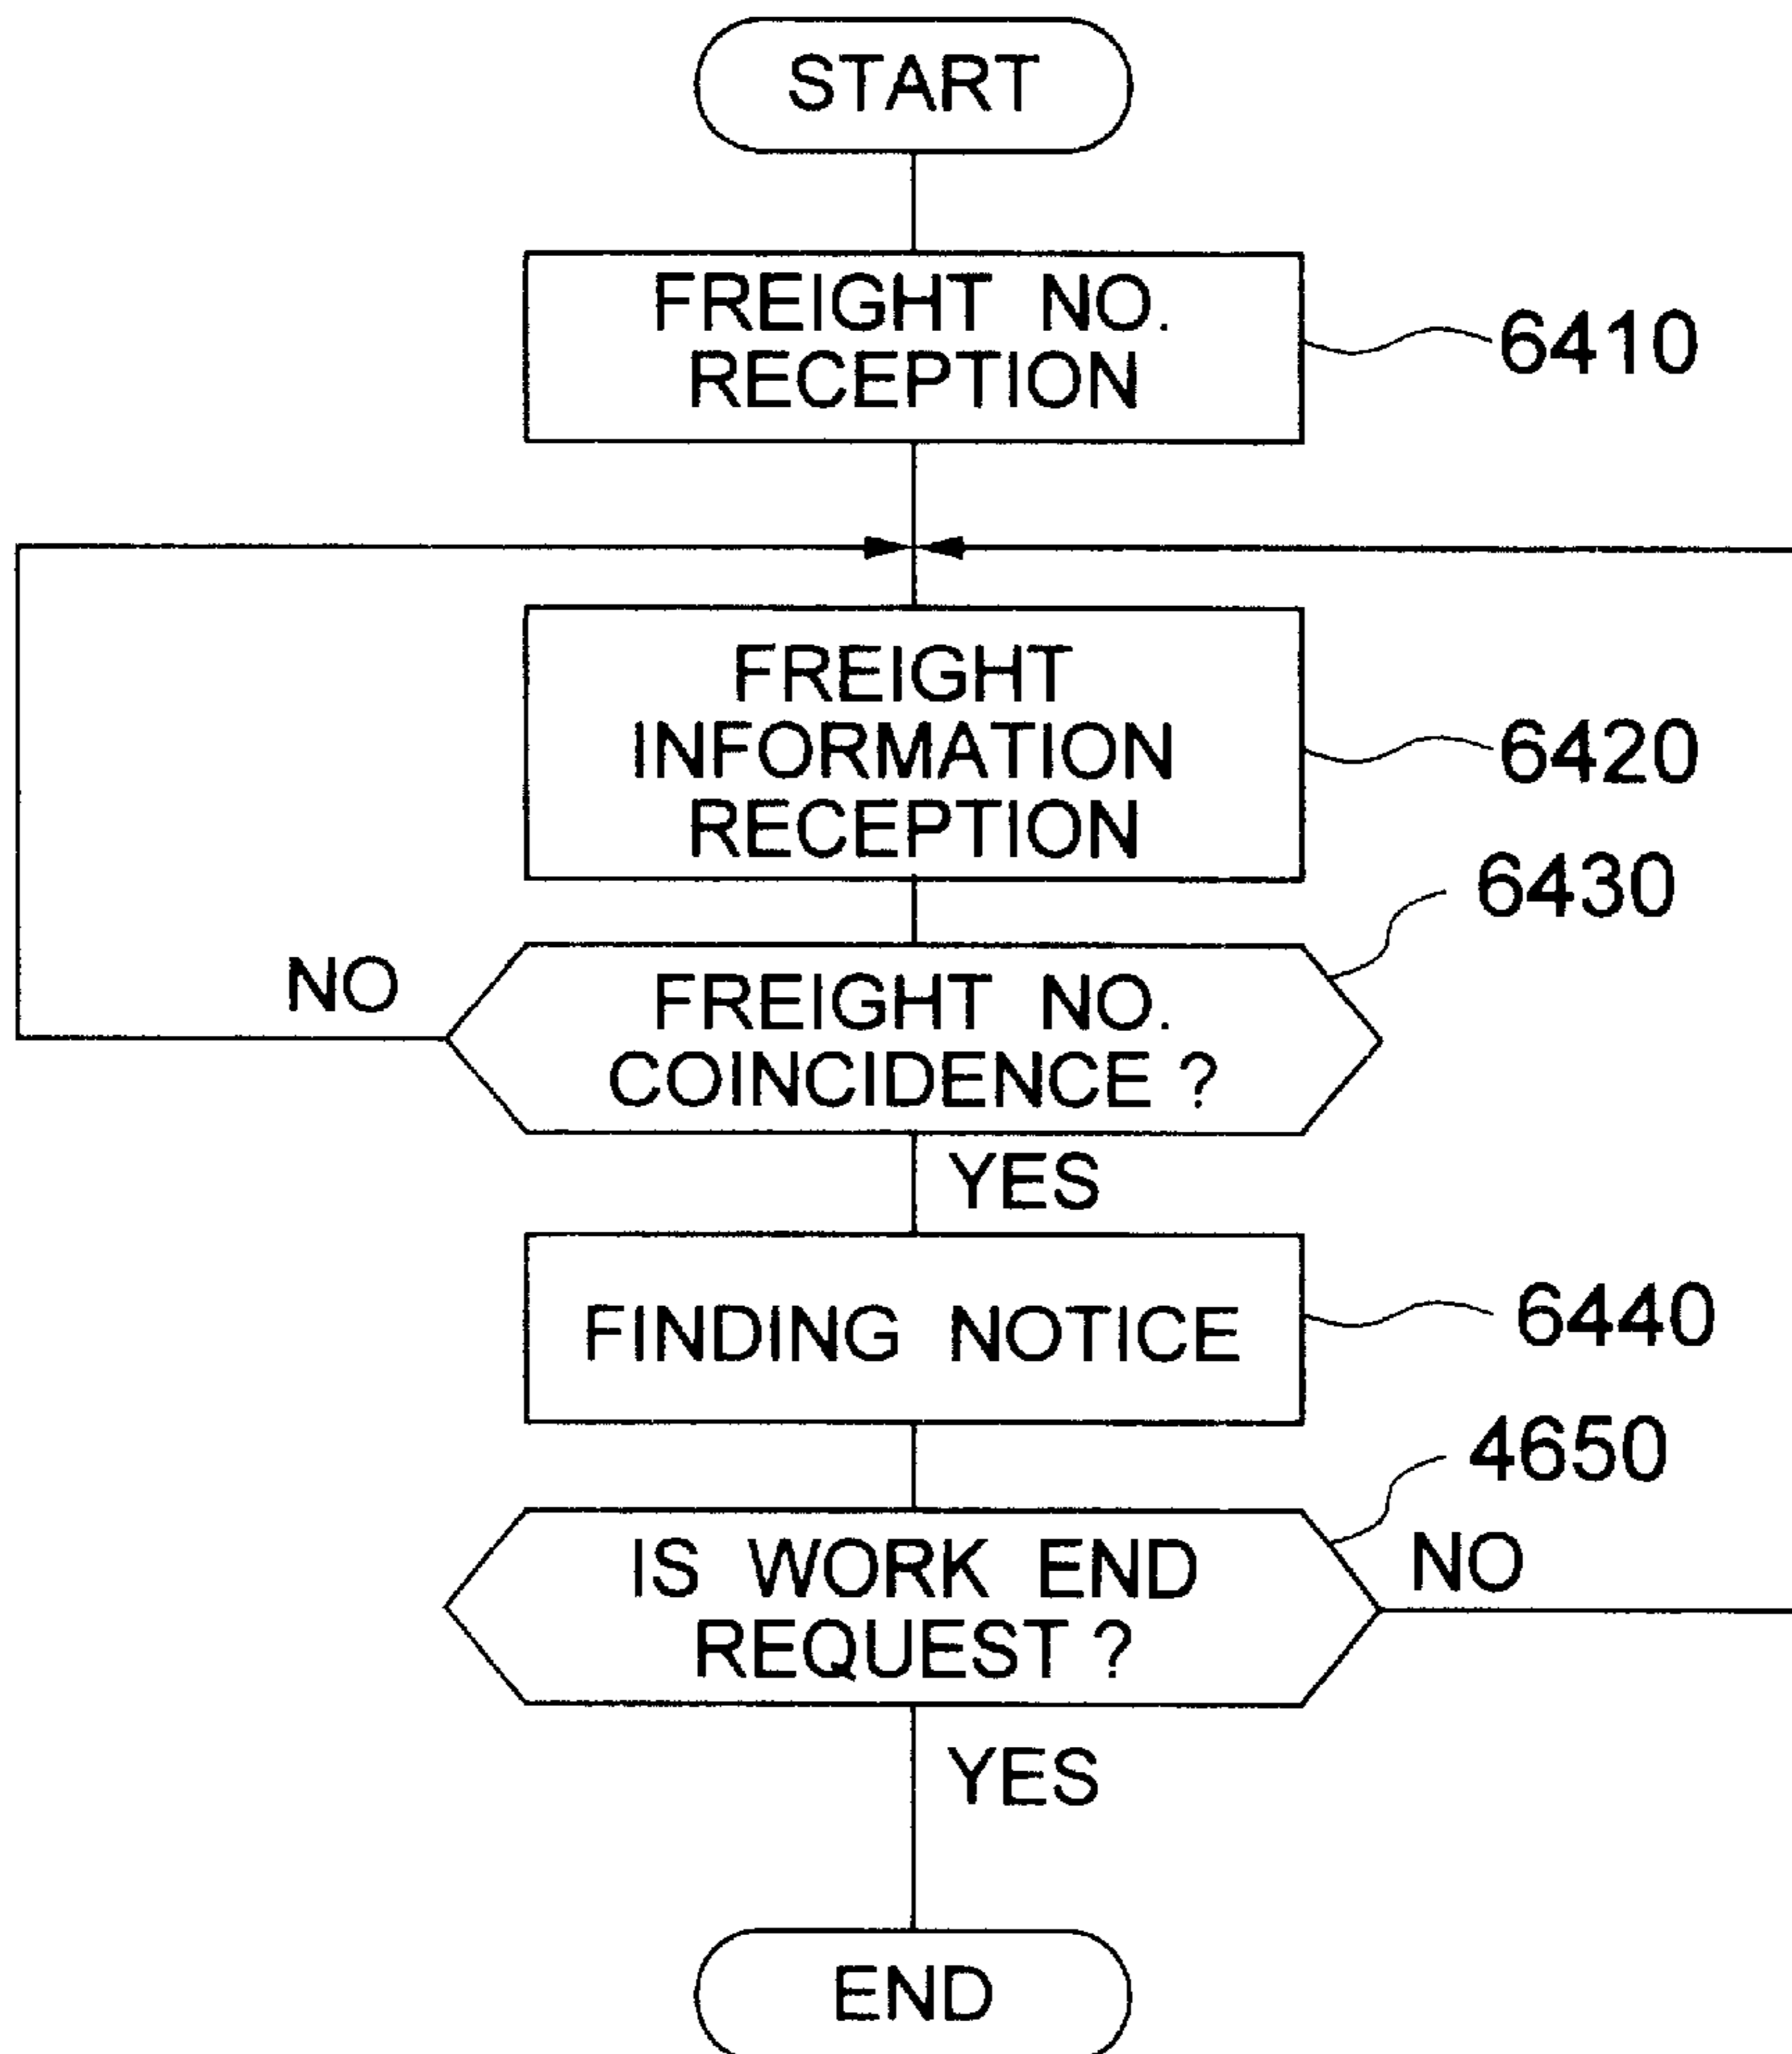 START
FREIGHT NO.
RECEPTION
6410
FREIGHT
INFORMATION
RECEPTION
6420
6430
NO
FREIGHT NO.
COINCIDENCE ?
YES
FINDING NOTICE
6440
4650
IS WORK END
REQUEST ?
NO
YES
END